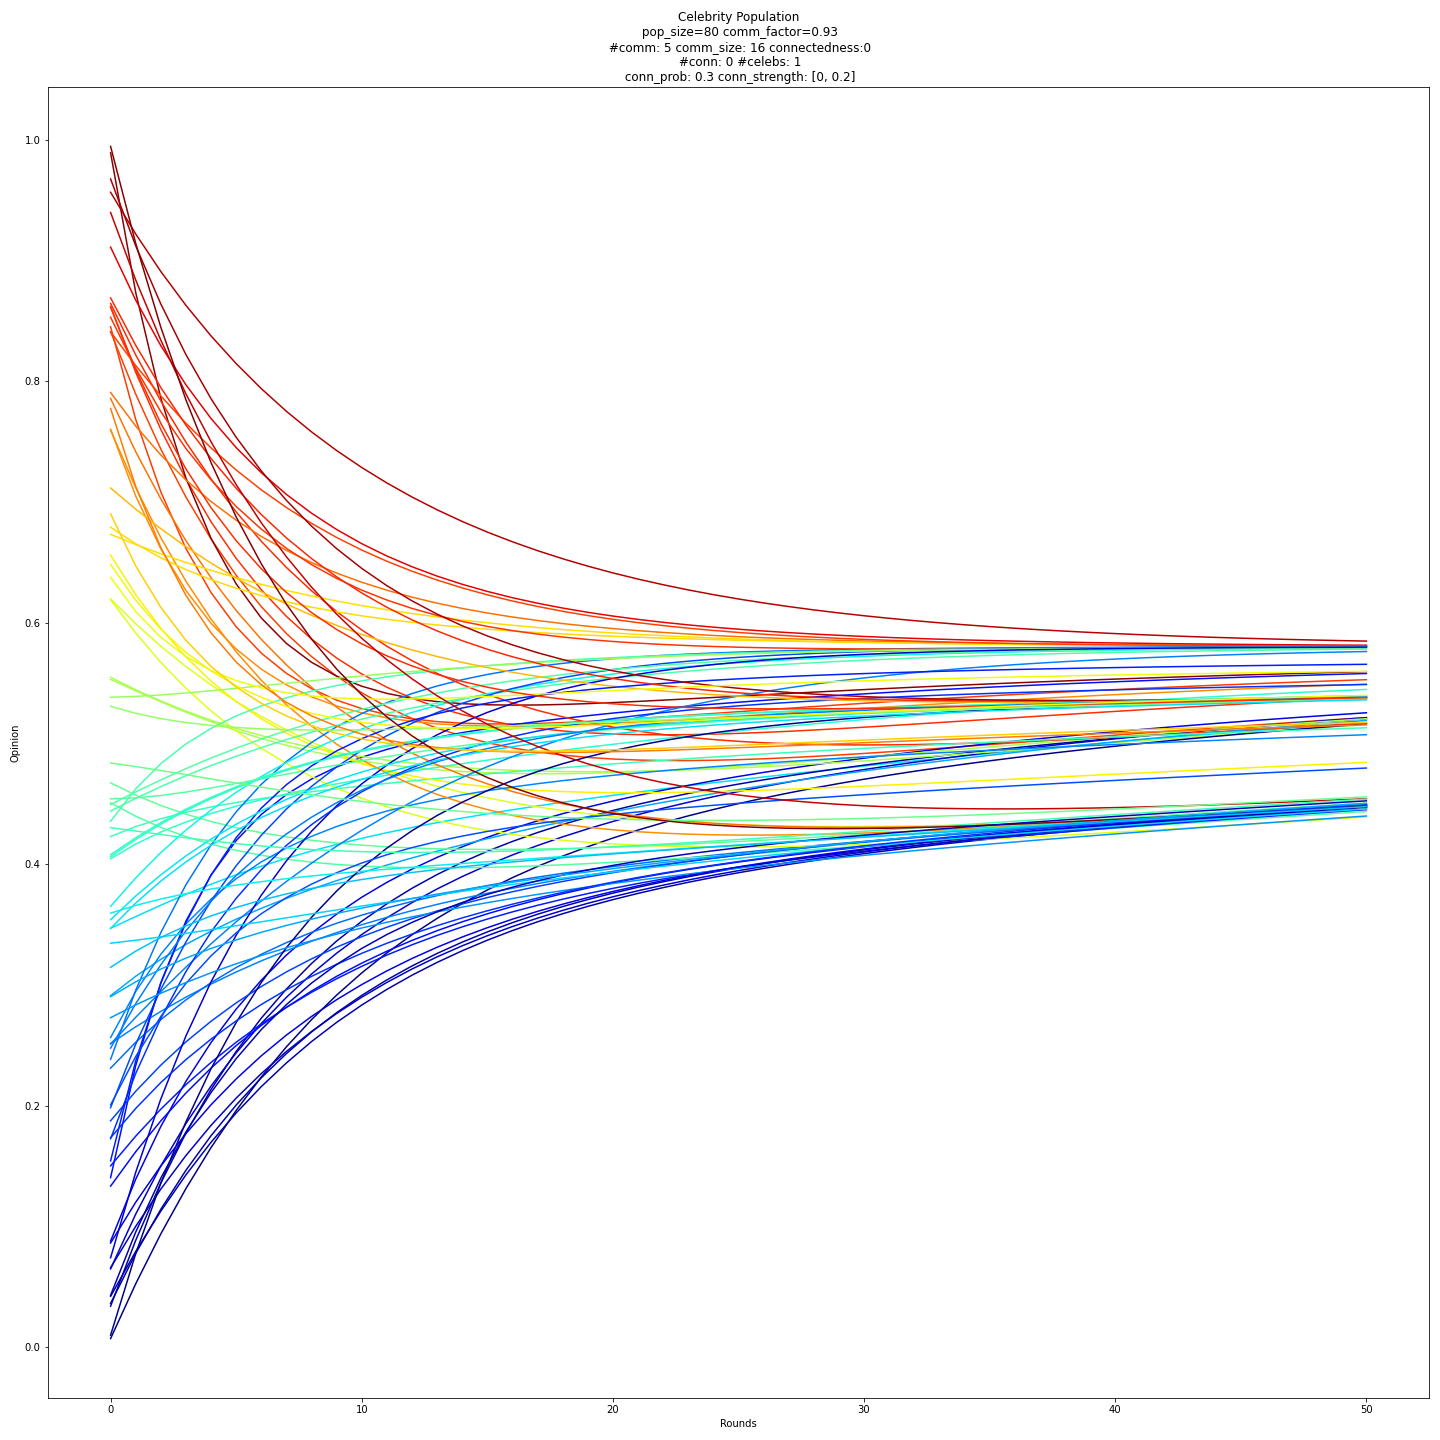 Celebrity Population
pop_size=80 comm_factor=0.93
#comm: 5 comm_size: 16 connectedness:0
#conn: 0 #celebs: 1
conn_prob: 0.3 conn_strength: [0, 0.2]
1.0
0.8
0.6
0.4
0.2
0.0
Opinion
0 10 20 30 40 50
Rounds